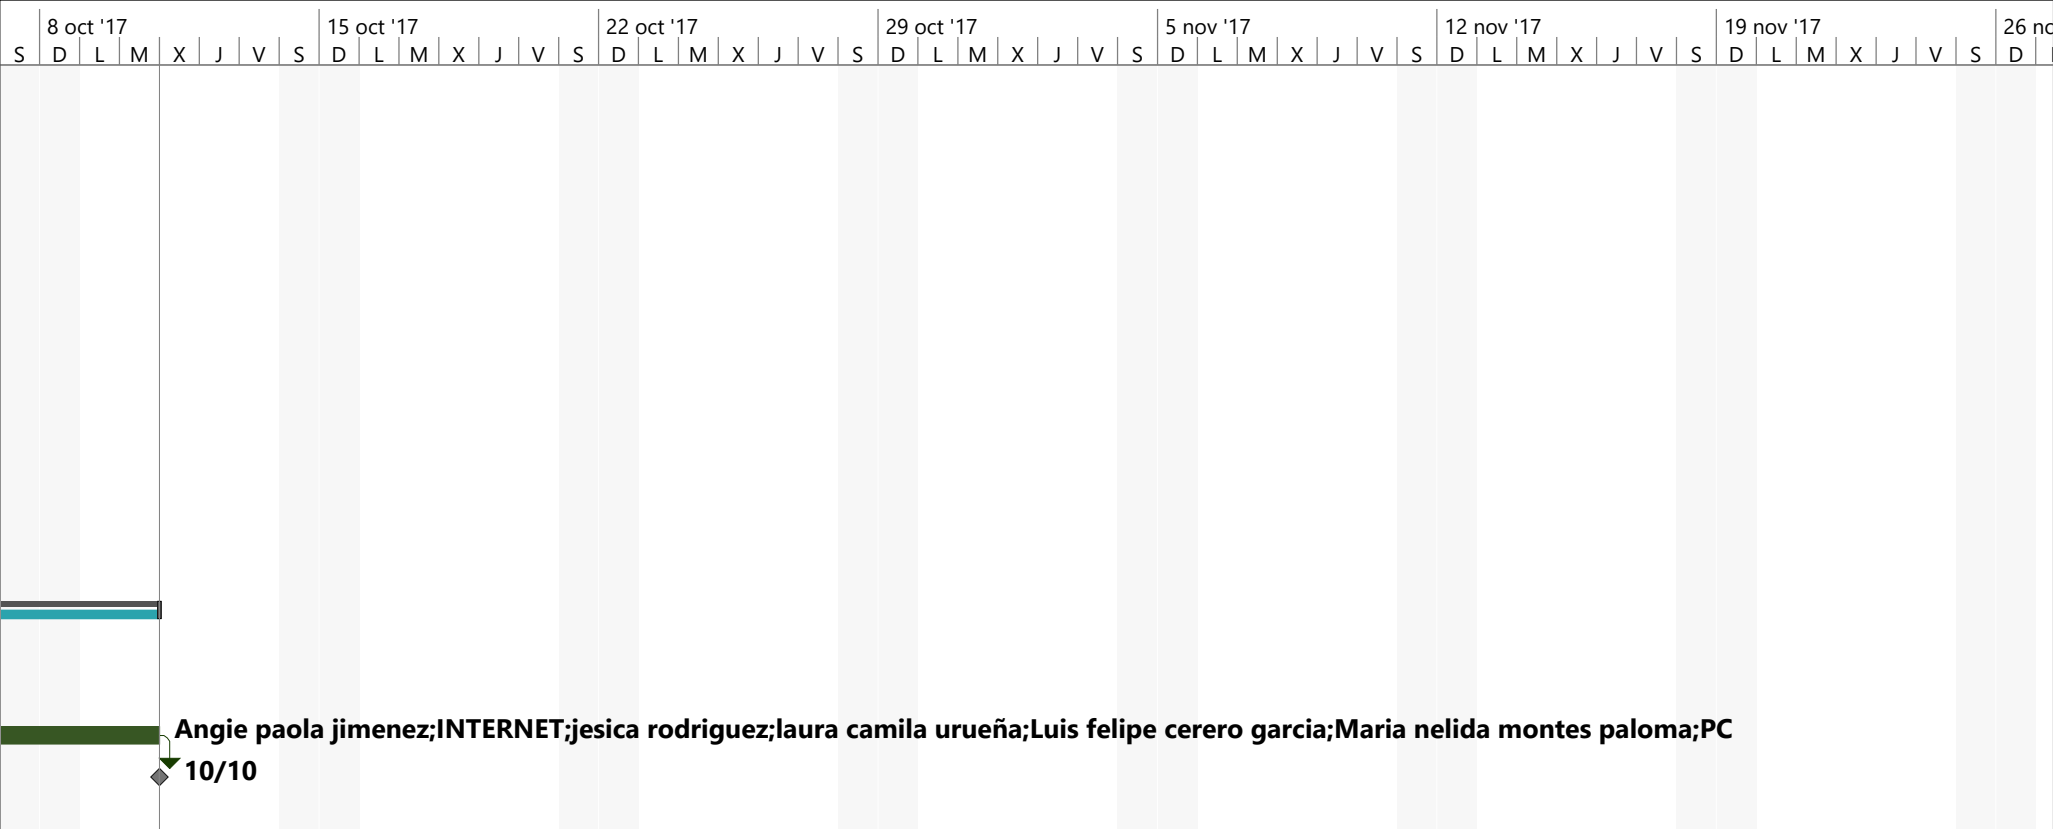 8 oct '17 15 oct '17 22 oct '17 29 oct '17 5 nov '17 12 nov '17 19 nov '17 26 no
S D L M X J V S D L M X J V S D L M X J V S D L M X J V S D L M X J V S D L M X J V S D L M X J V S D
Angie paola jimenez;INTERNET;jesica rodriguez;laura camila urueña;Luis felipe cerero garcia;Maria nelida montes paloma;PC
10/10